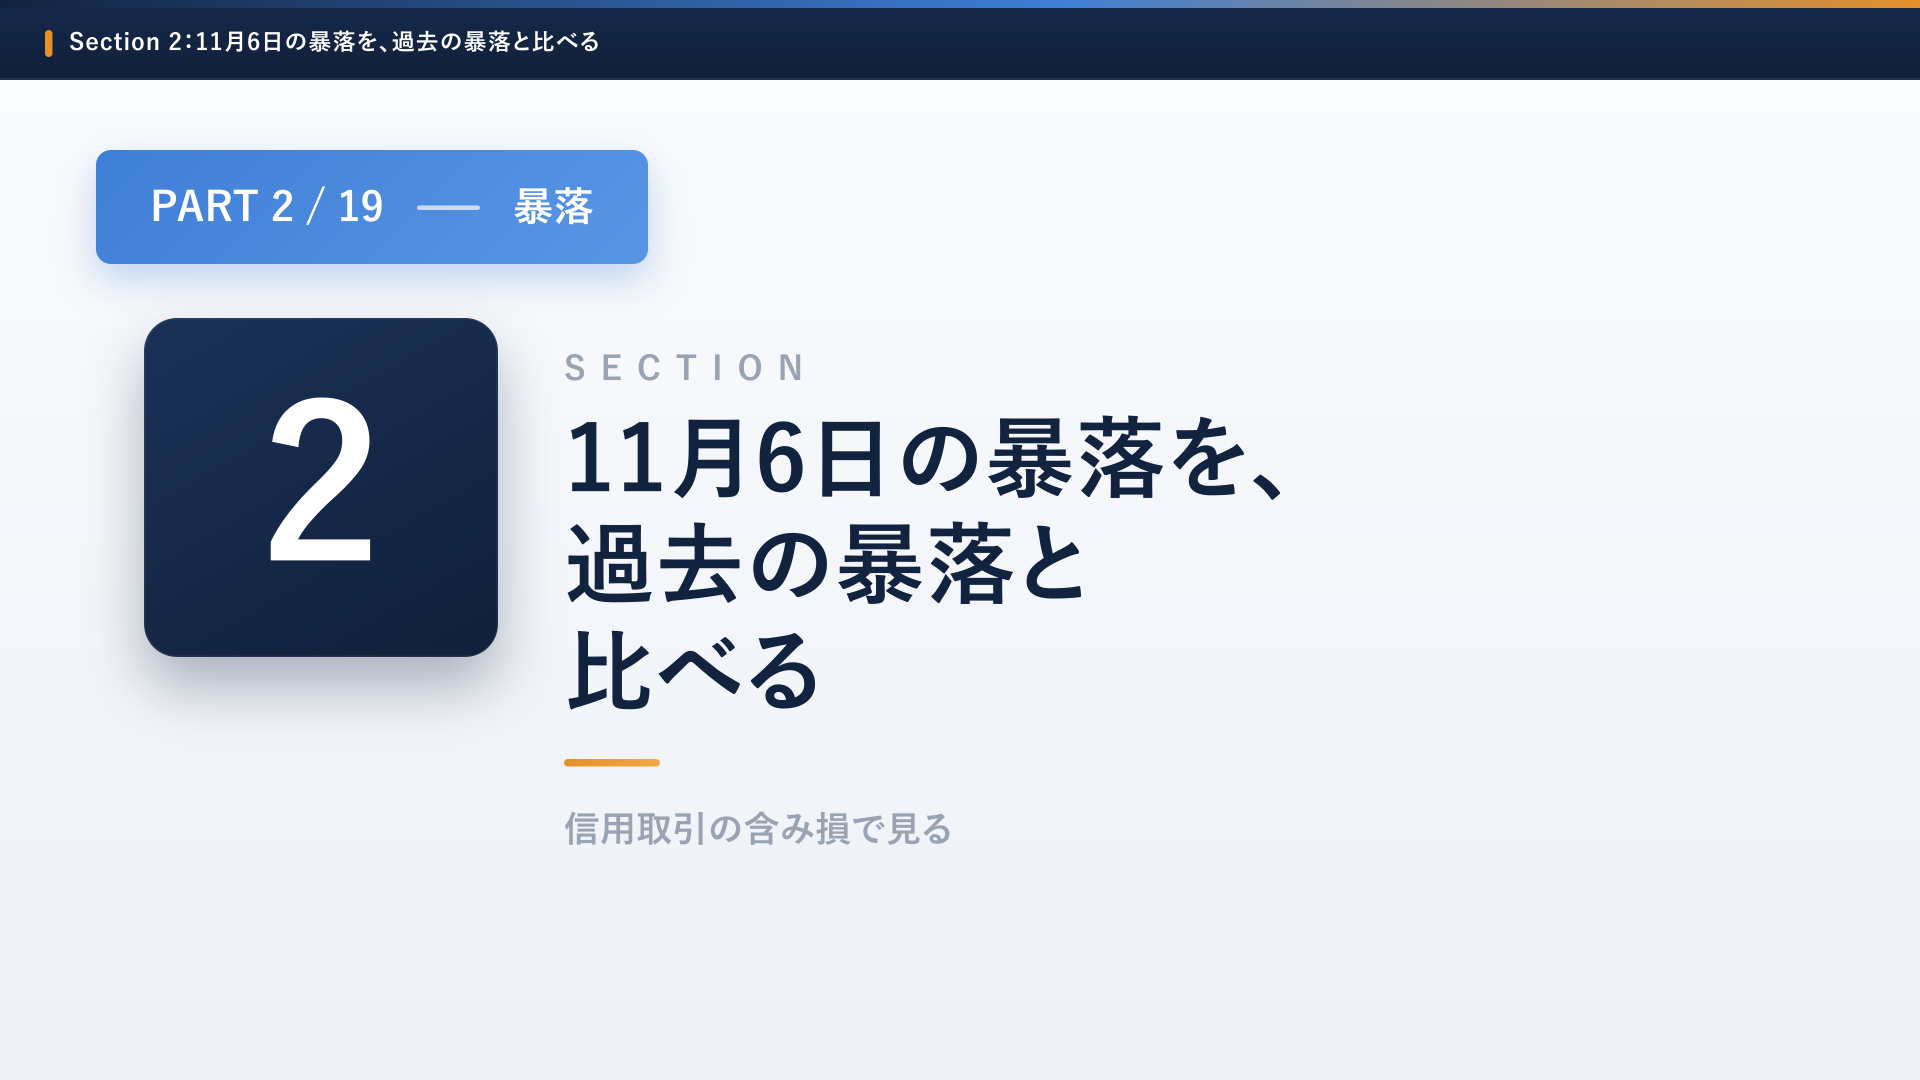 Section 2：11月6日の暴落を、過去の暴落と比べる
PART 2 / 19 — 暴落
2
SECTION
11月6日の暴落を、
過去の暴落と
比べる
信用取引の含み損で見る